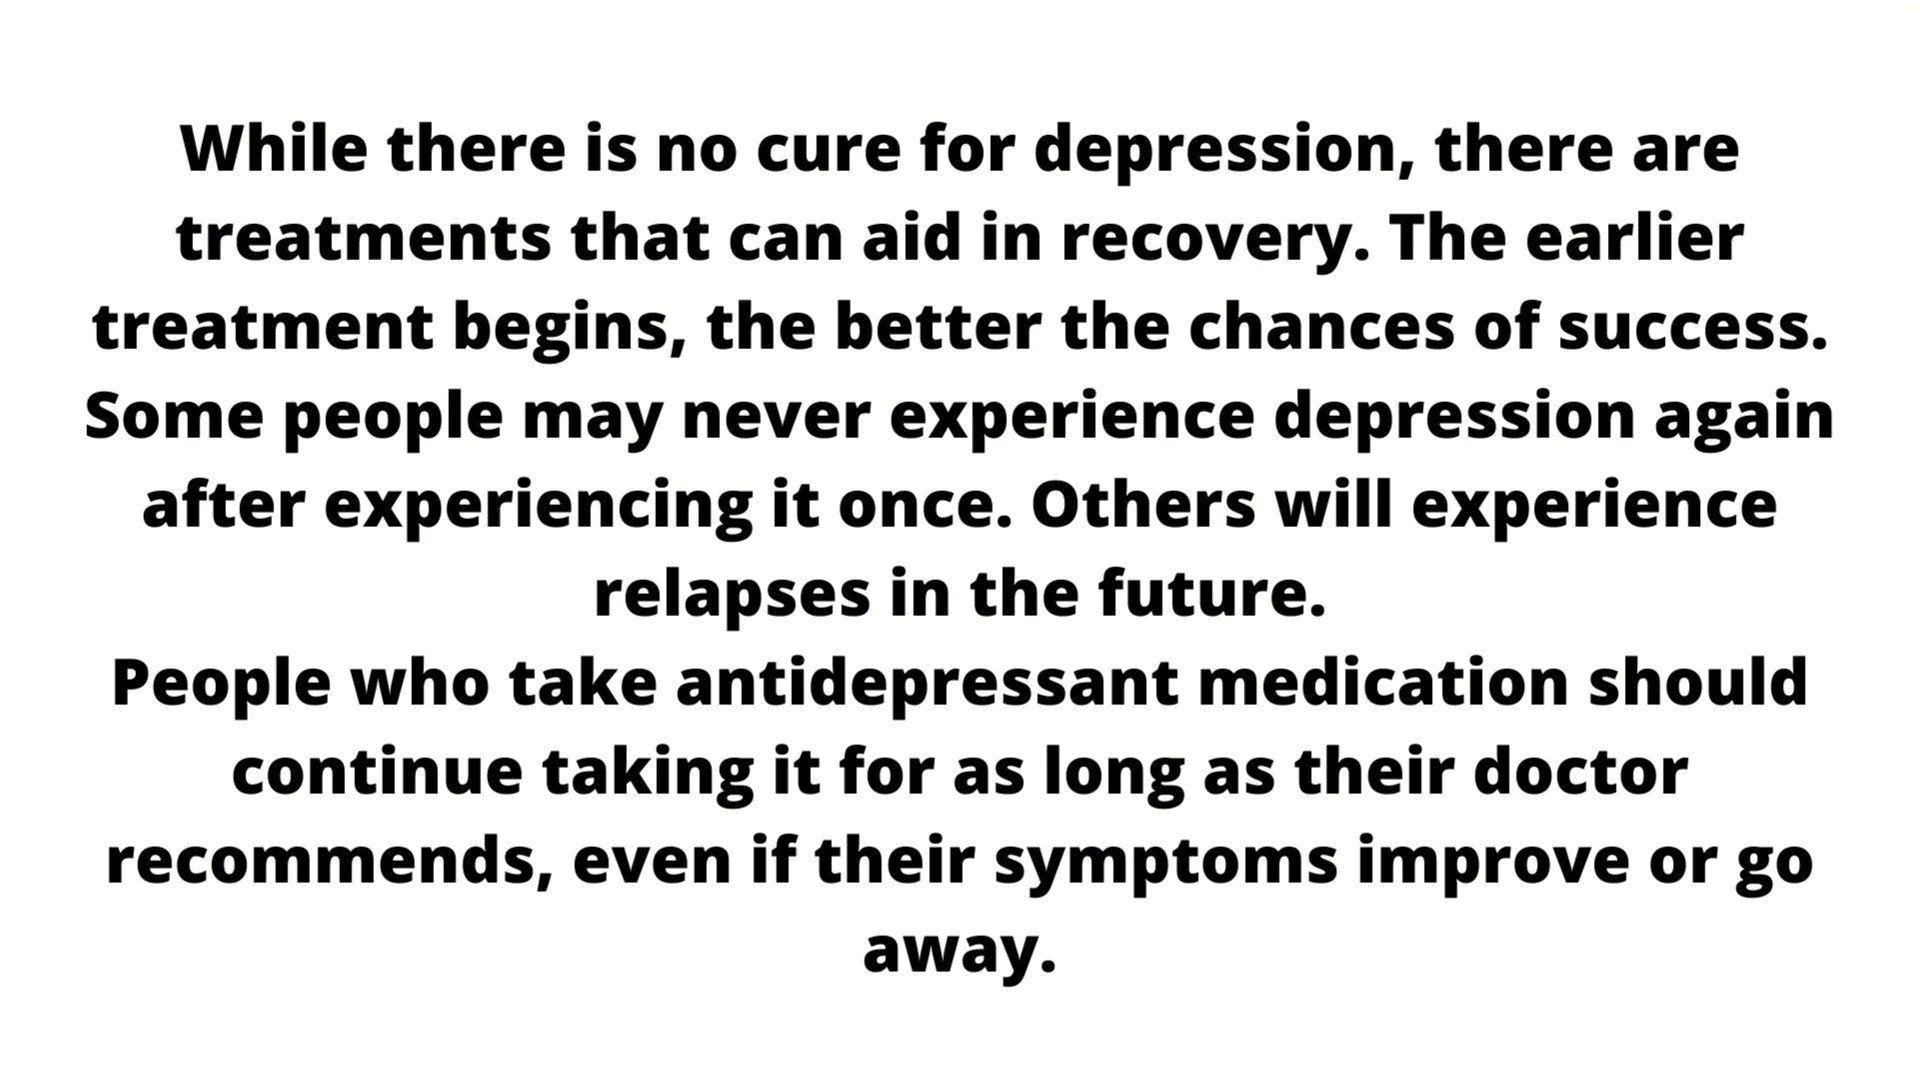 While there is no cure for depression, there are
treatments that can aid in recovery. The earlier
treatment begins, the better the chances of success.
Some people may never experience depression again
after experiencing it once. Others will experience
relapses in the future.
People who take antidepressant medication should
continue taking it for as long as their doctor
recommends, even if their symptoms improve or go
away.